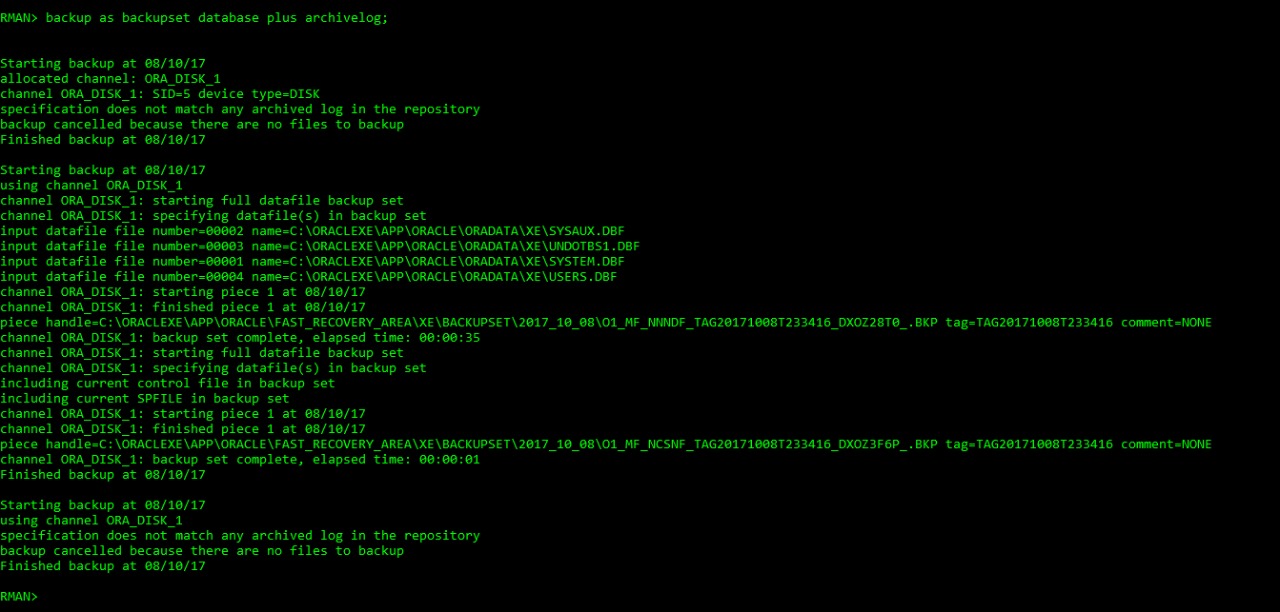 RMAN> backup as backupset database plus archivelog;
Starting backup at 08/10/17
allocated channel: ORA_DISK_1
channel ORA_DISK_1: SID=5 device type=DISK
specification does not match any archived log in the repository
backup cancelled because there are no files to backup
Finished backup at 08/10/17
Starting backup at 08/10/17
using channel ORA_DISK_1
channel ORA_DISK_1: starting full datafile backup set
channel ORA_DISK_1: specifying datafile(s) in backup set
input datafile file number=00002 name=C:\ORACLEXE\APP\ORACLE\ORADATA\XE\SYSAUX.DBF
input datafile file number=00003 name=C:\ORACLEXE\APP\ORACLE\ORADATA\XE\UNDOTBS1.DBF
input datafile file number=00001 name=C:\ORACLEXE\APP\ORACLE\ORADATA\XE\SYSTEM.DBF
input datafile file number=00004 name=C:\ORACLEXE\APP\ORACLE\ORADATA\XE\USERS.DBF
channel ORA_DISK_1: starting piece 1 at 08/10/17
channel ORA_DISK_1: finished piece 1 at 08/10/17
piece handle=C:\ORACLEXE\APP\ORACLE\FAST_RECOVERY_AREA\XE\BACKUPSET\2017_10_08\O1_MF_NNNDF_TAG20171008T233416_DXOZ28T0_.BKP tag=TAG20171008T233416 comment=NONE
channel ORA_DISK_1: backup set complete, elapsed time: 00:00:35
channel ORA_DISK_1: starting full datafile backup set
channel ORA_DISK_1: specifying datafile(s) in backup set
including current control file in backup set
including current SPFILE in backup set
channel ORA_DISK_1: starting piece 1 at 08/10/17
channel ORA_DISK_1: finished piece 1 at 08/10/17
piece handle=C:\ORACLEXE\APP\ORACLE\FAST_RECOVERY_AREA\XE\BACKUPSET\2017_10_08\O1_MF_NCSNF_TAG20171008T233416_DXOZ3F6P_.BKP tag=TAG20171008T233416 comment=NONE
channel ORA_DISK_1: backup set complete, elapsed time: 00:00:01
Finished backup at 08/10/17
Starting backup at 08/10/17
using channel ORA_DISK_1
specification does not match any archived log in the repository
backup cancelled because there are no files to backup
Finished backup at 08/10/17
RMAN>